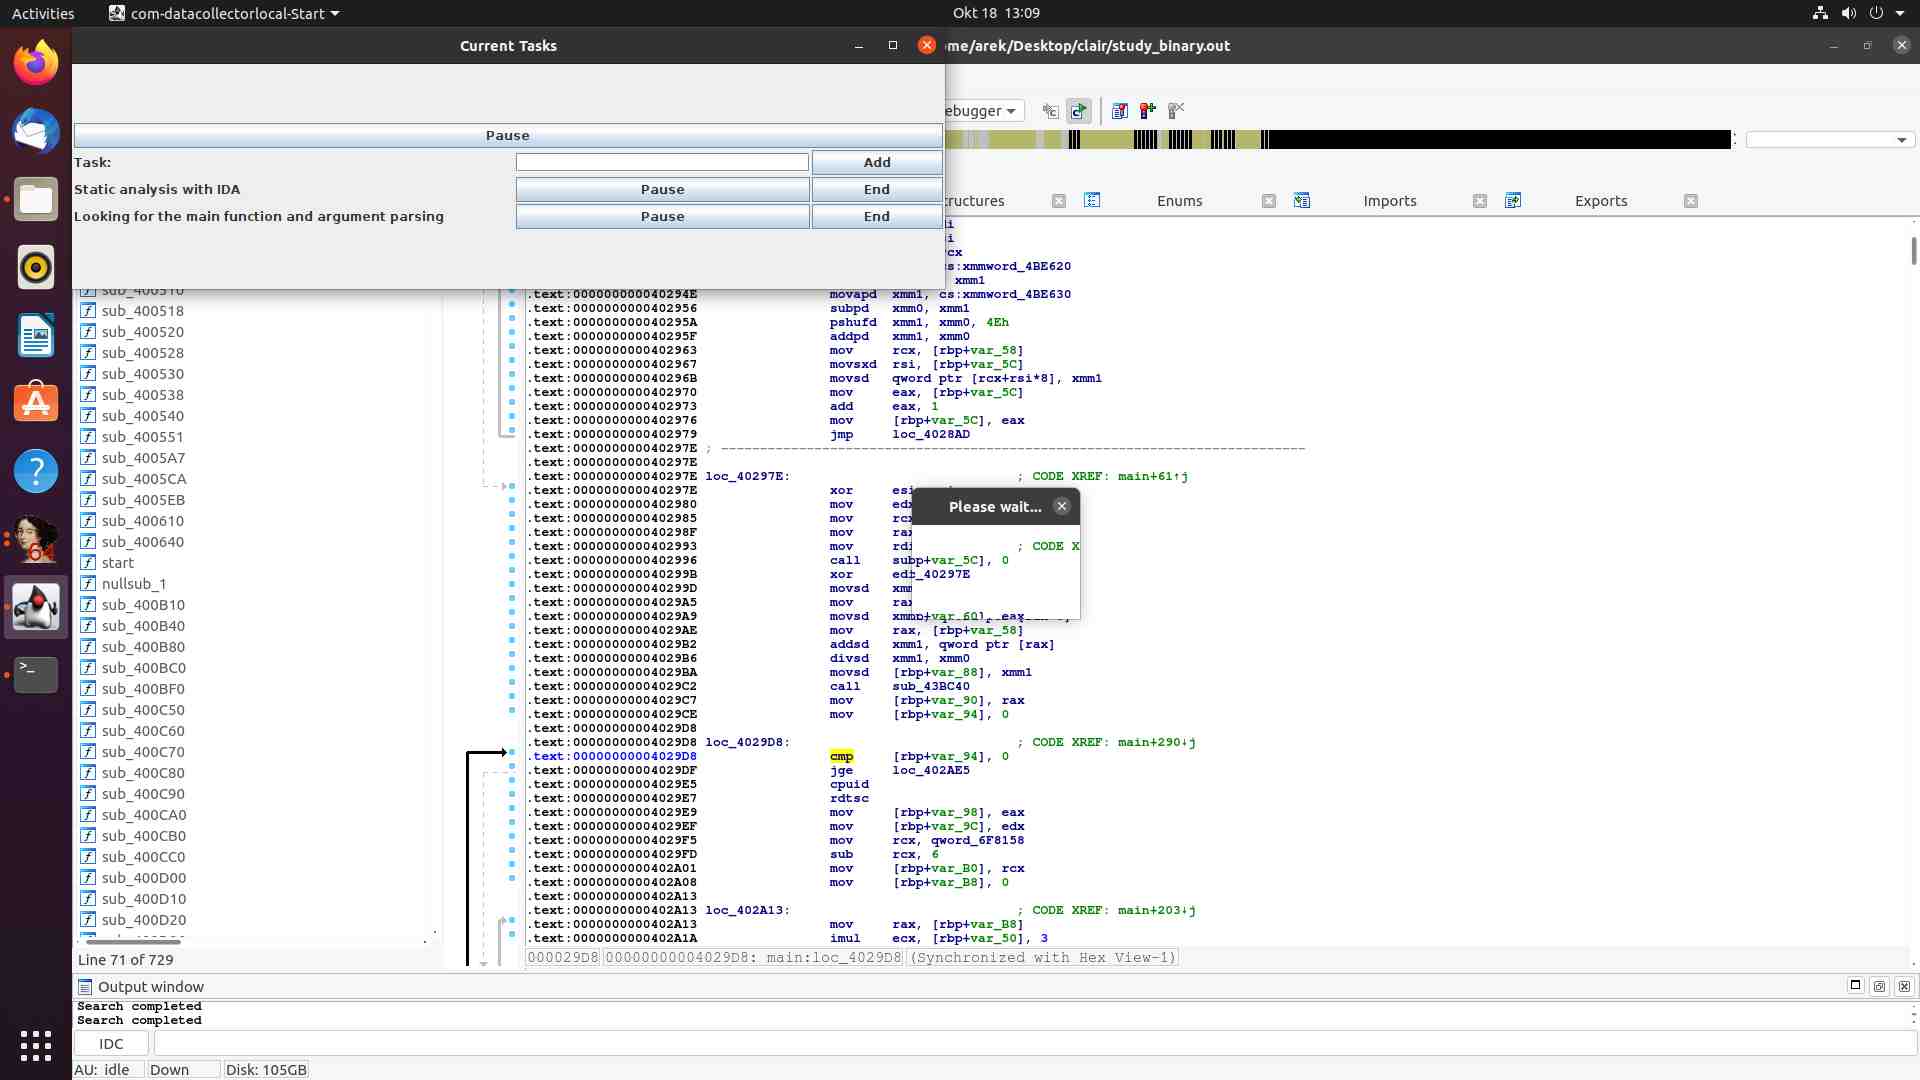 Activities com-datacollectorlocal-Start Okt 18 13:09
Current Tasks
ome/arek/Desktop/clair/study_binary.out
Pause
Task: Add
Static analysis with IDA Pause End
Looking for the main function and argument parsing Pause End
ebugger
ructures Enums Imports Exports
sub_400518
sub_400520
sub_400528
sub_400530
sub_400538
sub_400540
sub_400551
sub_4005A7
sub_4005CA
sub_4005EB
sub_400610
sub_400640
start
nullsub_1
sub_400B10
sub_400B40
sub_400B80
sub_400BC0
sub_400BF0
sub_400C50
sub_400C60
sub_400C70
sub_400C80
sub_400C90
sub_400CA0
sub_400CB0
sub_400CC0
sub_400D00
sub_400D10
sub_400D20
Line 71 of 729
cs:xmmword_4BE620
xmm1
.text:000000000040294E movapd xmm1, cs:xmmword_4BE630
.text:0000000000402956 subpd xmm0, xmm1
.text:000000000040295A pshufd xmm1, xmm0, 4Eh
.text:000000000040295F addpd xmm1, xmm0
.text:0000000000402963 mov rcx, [rbp+var_58]
.text:0000000000402967 movsxd rsi, [rbp+var_5C]
.text:000000000040296B movsd qword ptr [rcx+rsi*8], xmm1
.text:0000000000402970 mov eax, [rbp+var_5C]
.text:0000000000402973 add eax, 1
.text:0000000000402976 mov [rbp+var_5C], eax
.text:0000000000402979 jmp loc_4028AD
.text:000000000040297E ; ---------------------------------------------------------------------------
.text:000000000040297E
.text:000000000040297E loc_40297E: ; CODE XREF: main+61↑j
.text:000000000040297E xor esi
.text:0000000000402980 mov edx
.text:0000000000402985 mov rcx
.text:000000000040298F mov rax
.text:0000000000402993 mov rdi ; CODE X
.text:0000000000402996 call sub p+var_5C], 0
.text:000000000040299B xor ed c_40297E
.text:000000000040299D movsd xmm
.text:00000000004029A5 mov rax
.text:00000000004029A9 movsd xmm p+var_60], eax
.text:00000000004029AE mov rax, [rbp+var_58]
.text:00000000004029B2 addsd xmm1, qword ptr [rax]
.text:00000000004029B6 divsd xmm1, xmm0
.text:00000000004029BA movsd [rbp+var_88], xmm1
.text:00000000004029C2 call sub_43BC40
.text:00000000004029C7 mov [rbp+var_90], rax
.text:00000000004029CE mov [rbp+var_94], 0
.text:00000000004029D8
.text:00000000004029D8 loc_4029D8: ; CODE XREF: main+290↓j
.text:00000000004029D8 cmp [rbp+var_94], 0
.text:00000000004029DF jge loc_402AE5
.text:00000000004029E5 cpuid
.text:00000000004029E7 rdtsc
.text:00000000004029E9 mov [rbp+var_98], eax
.text:00000000004029EF mov [rbp+var_9C], edx
.text:00000000004029F5 mov rcx, qword_6F8158
.text:00000000004029FD sub rcx, 6
.text:0000000000402A01 mov [rbp+var_B0], rcx
.text:0000000000402A08 mov [rbp+var_B8], 0
.text:0000000000402A13
.text:0000000000402A13 loc_402A13: ; CODE XREF: main+203↓j
.text:0000000000402A13 mov rax, [rbp+var_B8]
.text:0000000000402A1A imul ecx, [rbp+var_50], 3
Please wait...
000029D8 00000000004029D8: main:loc_4029D8 (Synchronized with Hex View-1)
Output window
Search completed
Search completed
IDC
AU: idle Down Disk: 105GB